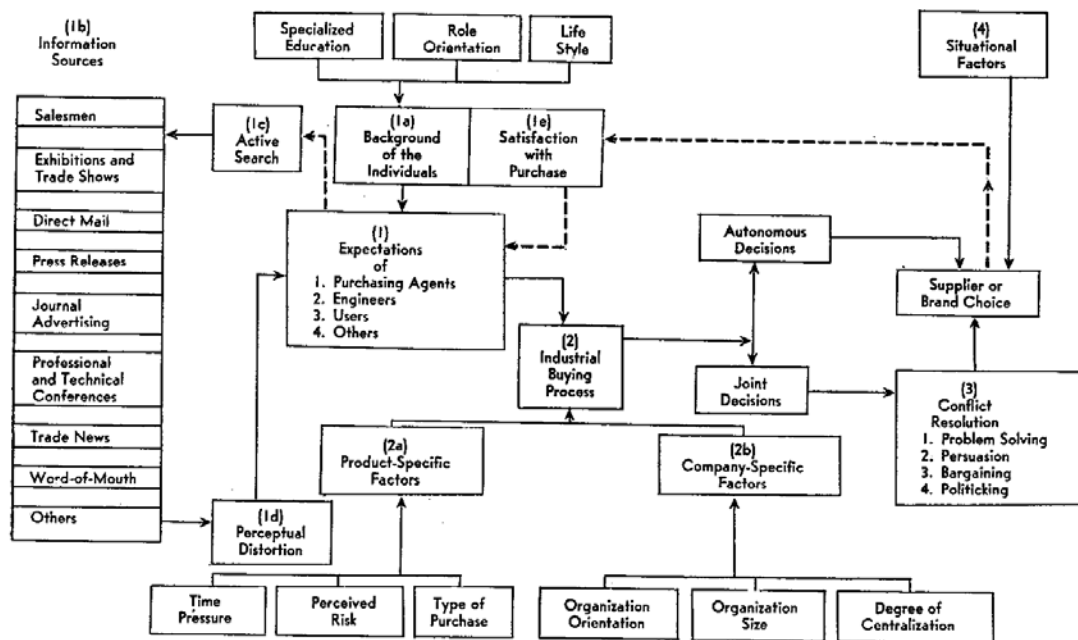 (1b)
Information
Sources
Salesmen
Exhibitions and
Trade Shows
Direct Mail
Press Releases
Journal
Advertising
Professional
and Technical
Conferences
Trade News
Word-of-Mouth
Others
Specialized
Education
Role
Orientation
Life
Style
(1c)
Active
Search
(1a)
Background
of the
Individuals
(1e)
Satisfaction
with
Purchase
(4)
Situational
Factors
(1)
Expectations
of
1. Purchasing Agents
2. Engineers
3. Users
4. Others
Autonomous
Decisions
Supplier or
Brand Choice
(2)
Industrial
Buying
Process
Joint
Decisions
(3)
Conflict
Resolution
1. Problem Solving
2. Persuasion
3. Bargaining
4. Politicking
(2a)
Product-Specific
Factors
(2b)
Company-Specific
Factors
(1d)
Perceptual
Distortion
Time
Pressure
Perceived
Risk
Type of
Purchase
Organization
Orientation
Organization
Size
Degree of
Centralization